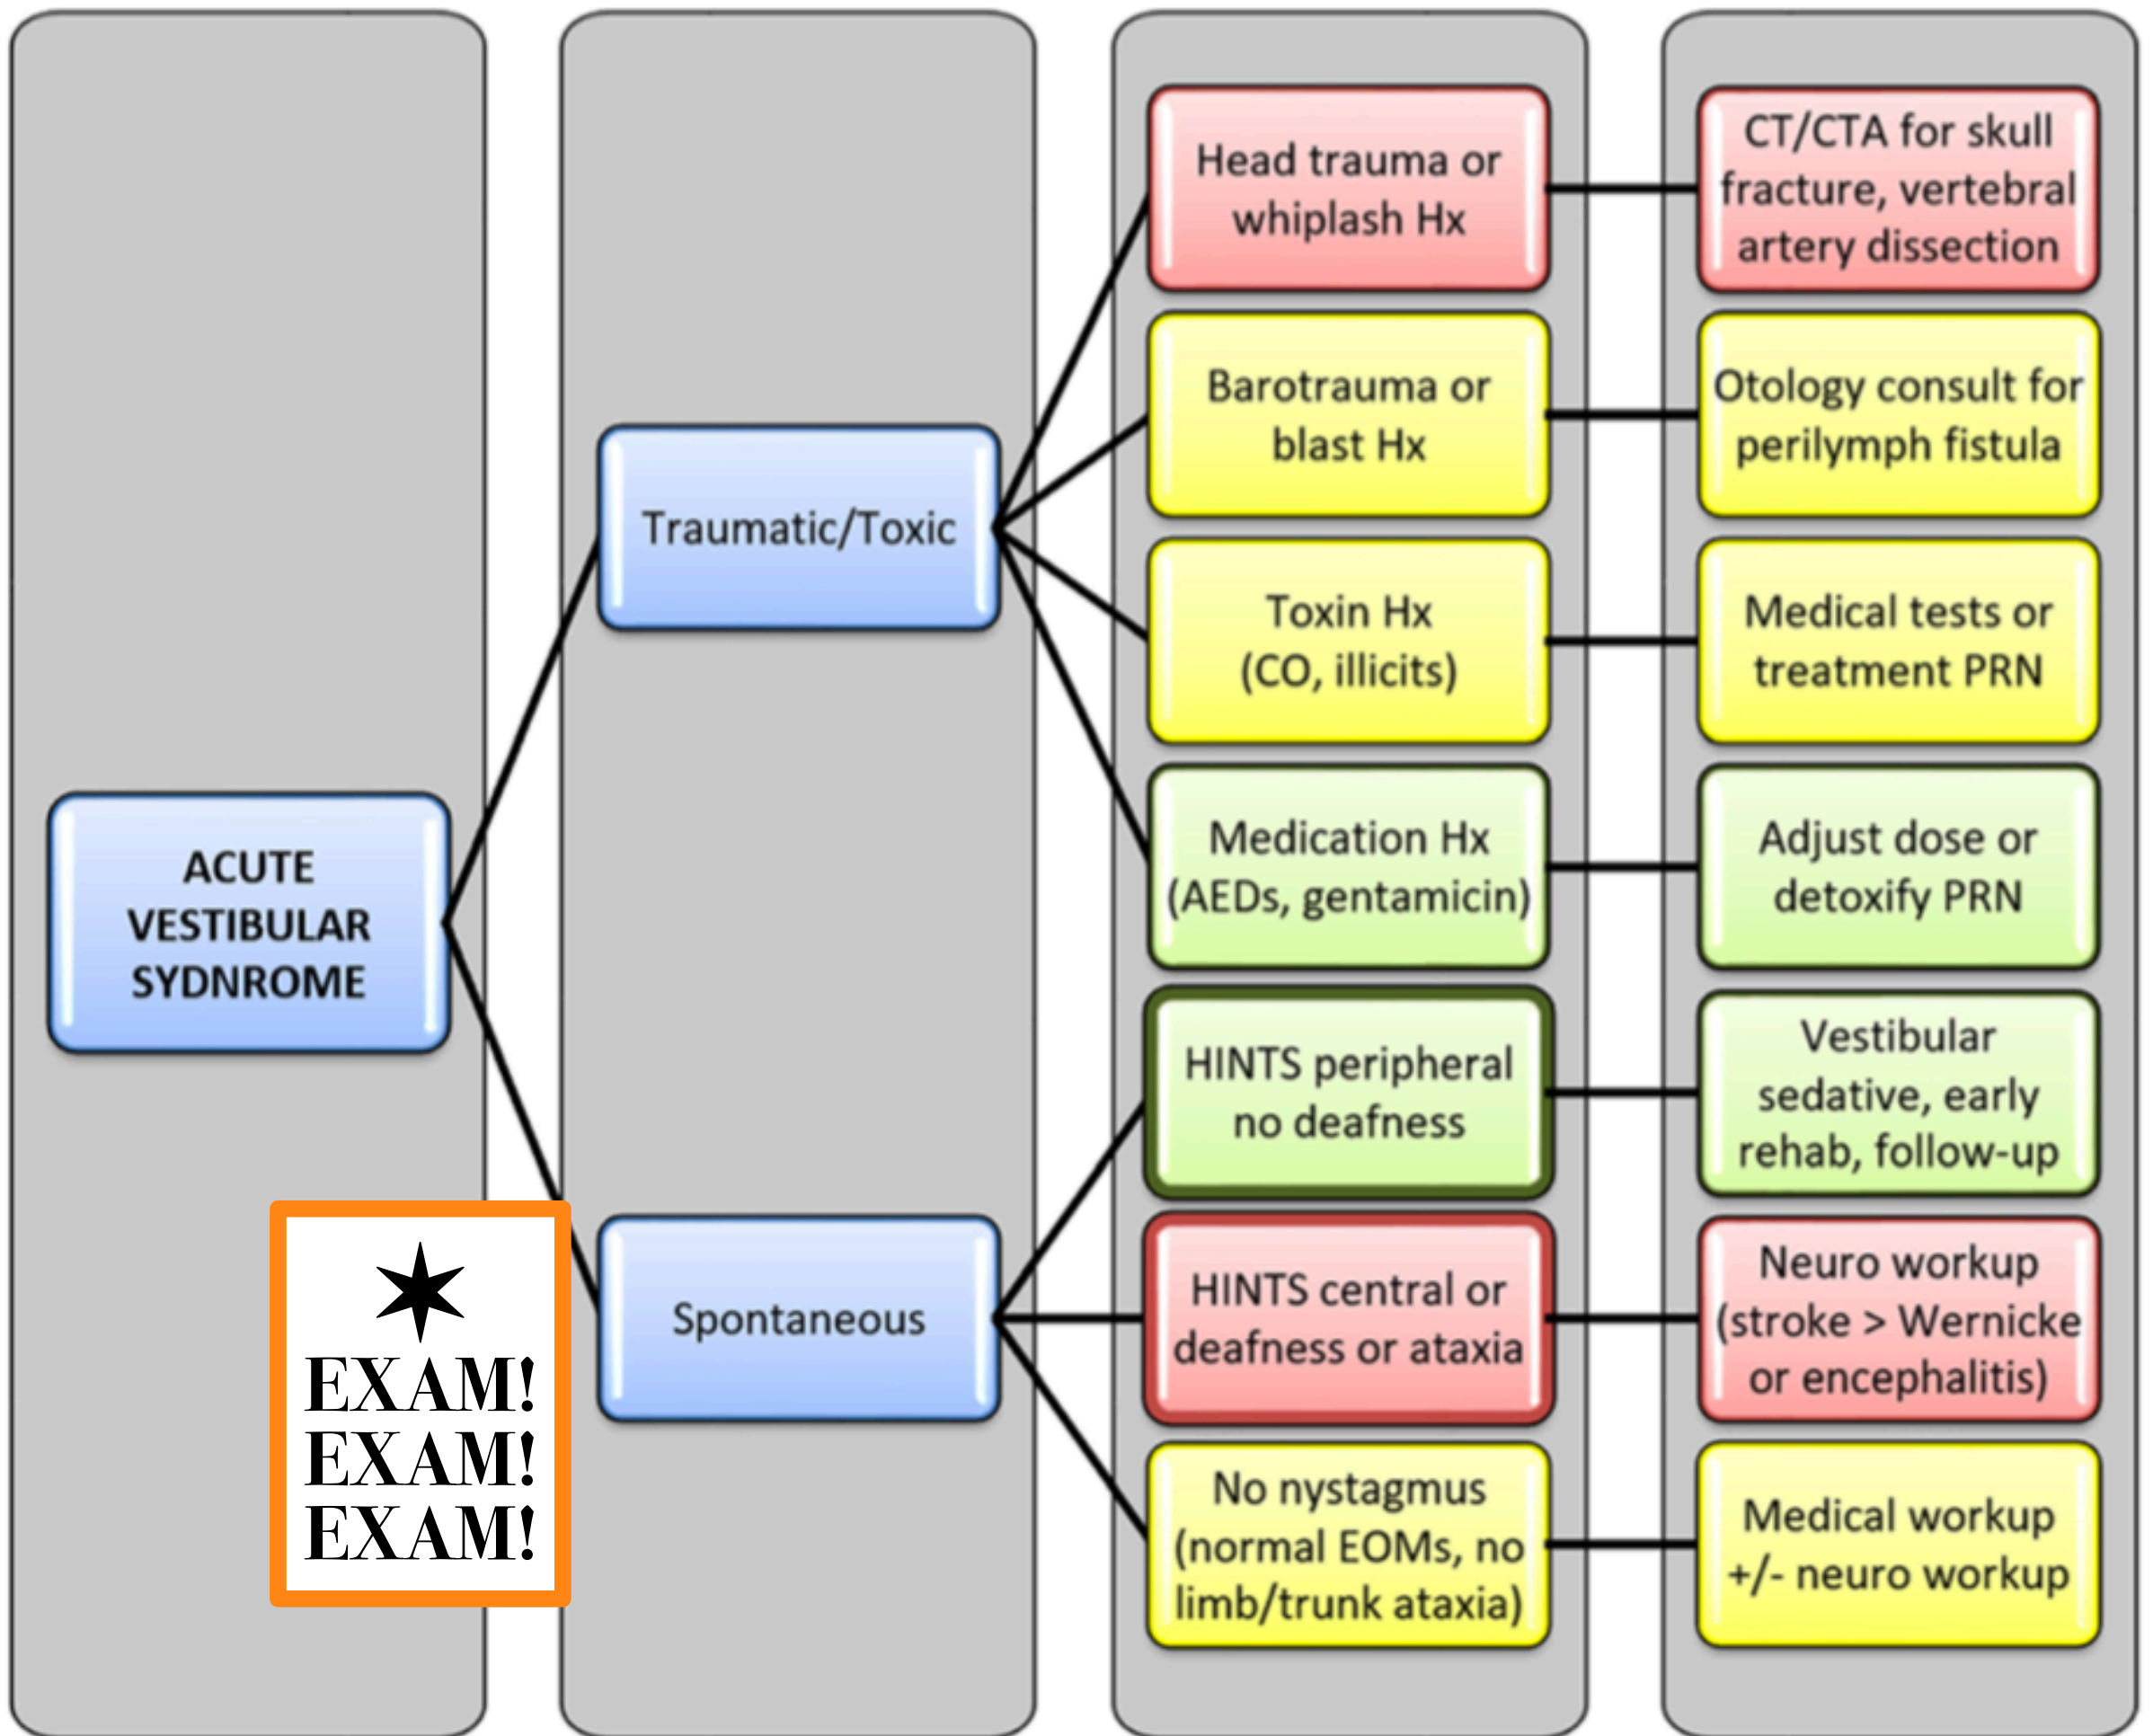 ACUTE
VESTIBULAR
SYDNROME
Traumatic/Toxic
Head trauma or
whiplash Hx
CT/CTA for skull
fracture, vertebral
artery dissection
Barotrauma or
blast Hx
Otology consult for
perilymph fistula
Toxin Hx
(CO, illicits)
Medical tests or
treatment PRN
Medication Hx
(AEDs, gentamicin)
Adjust dose or
detoxify PRN
EXAM!
EXAM!
EXAM!
Spontaneous
HINTS peripheral
no deafness
Vestibular
sedative, early
rehab, follow-up
HINTS central or
deafness or ataxia
Neuro workup
(stroke > Wernicke
or encephalitis)
No nystagmus
(normal EOMs, no
limb/trunk ataxia)
Medical workup
+/- neuro workup